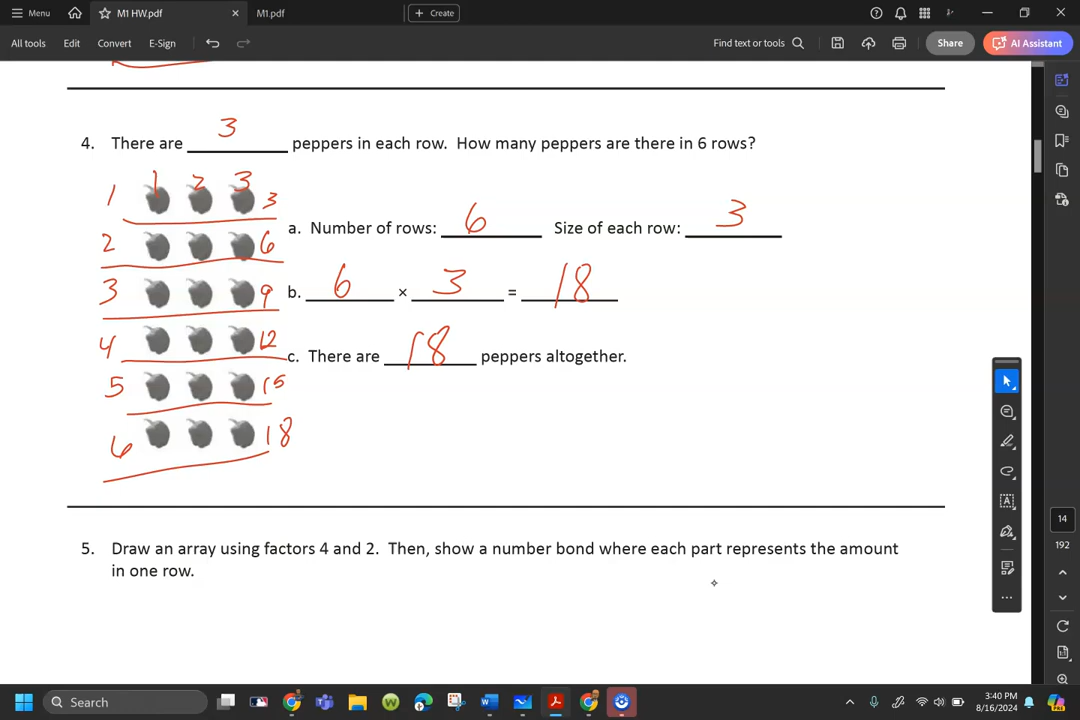 Menu M1 HW.pdf M1.pdf Create
All tools Edit Convert E-Sign Find text or tools Share AI Assistant
3
4. There are ________ peppers in each row. How many peppers are there in 6 rows?
1 1 2 3 3
a. Number of rows: 6 Size of each row: 3
2 6
b. 6 × 3 = 18
3 9
4 12
c. There are 18 peppers altogether.
5 15
6 18
5. Draw an array using factors 4 and 2. Then, show a number bond where each part represents the amount
in one row.
14
192
Search
3:40 PM
8/16/2024